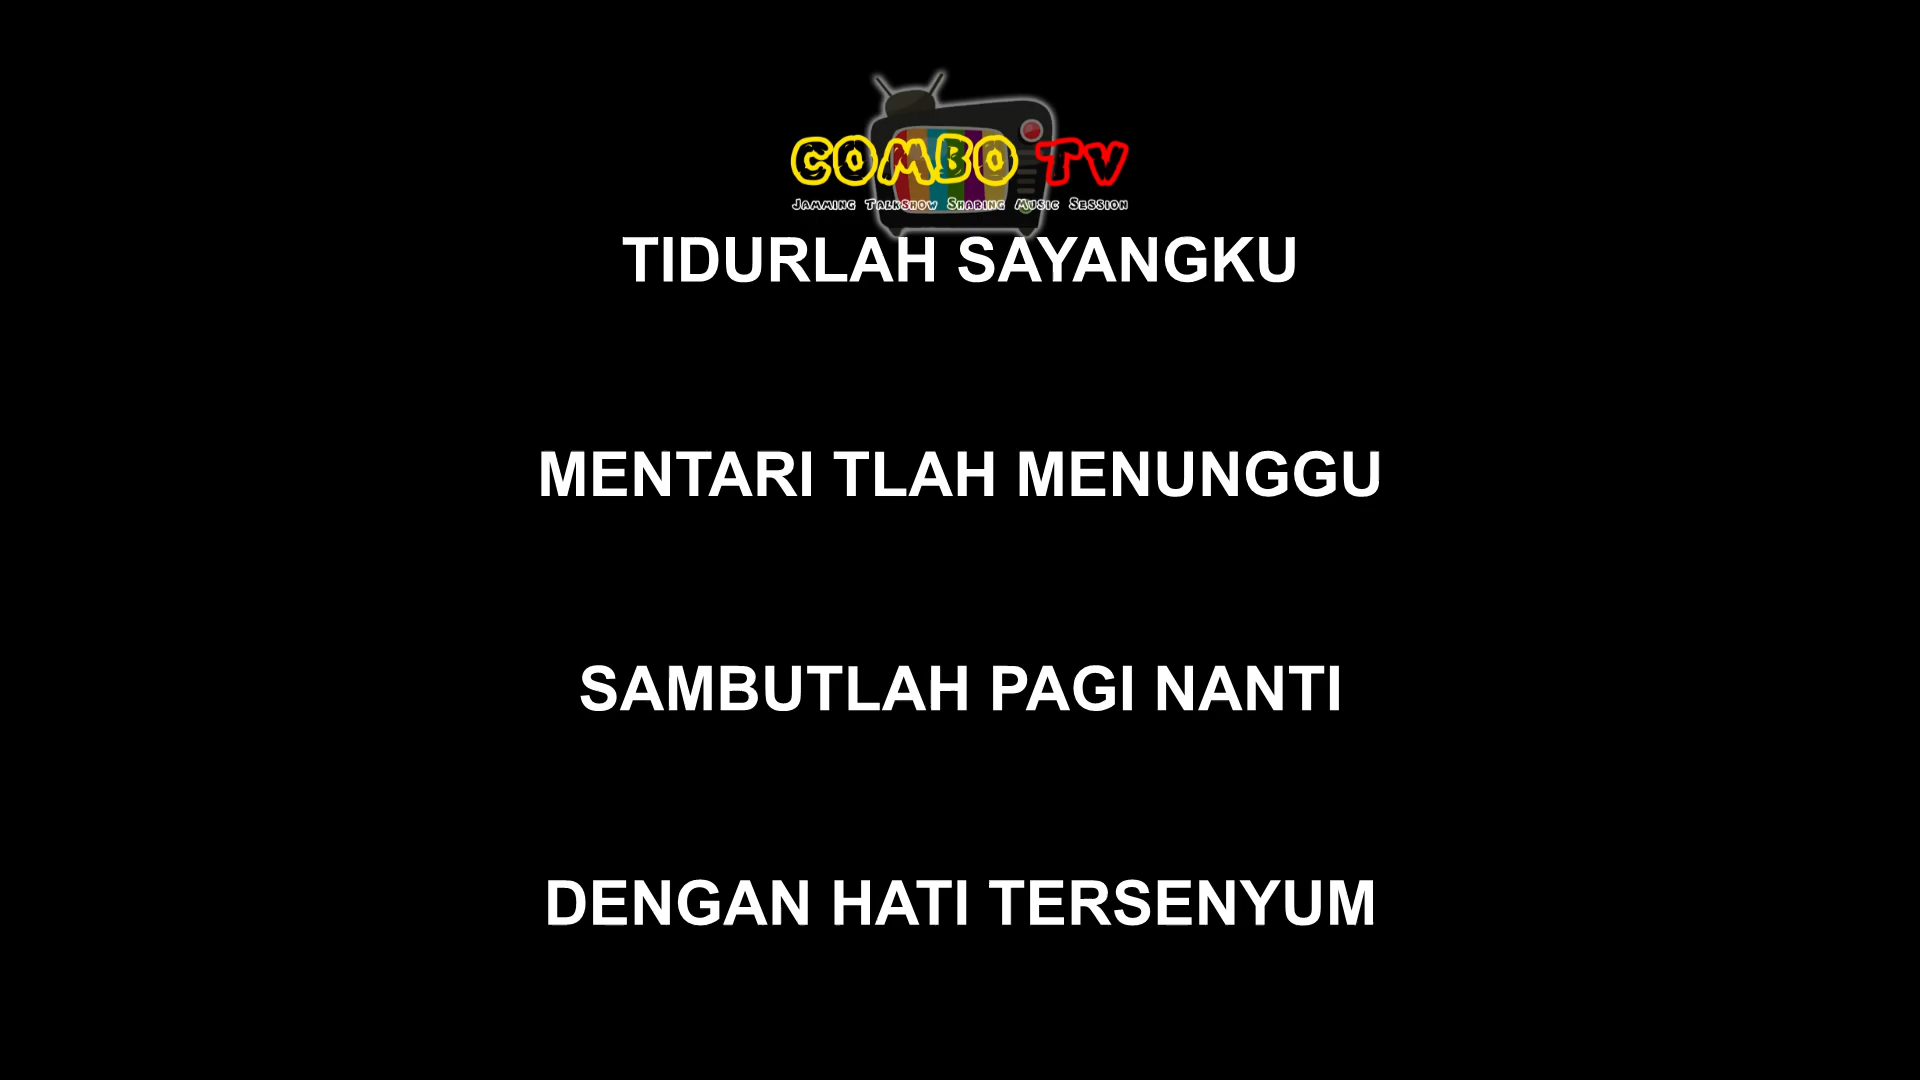 COMBO TV
Jamming TalkShow Sharing Music Session
TIDURLAH SAYANGKU
MENTARI TLAH MENUNGGU
SAMBUTLAH PAGI NANTI
DENGAN HATI TERSENYUM